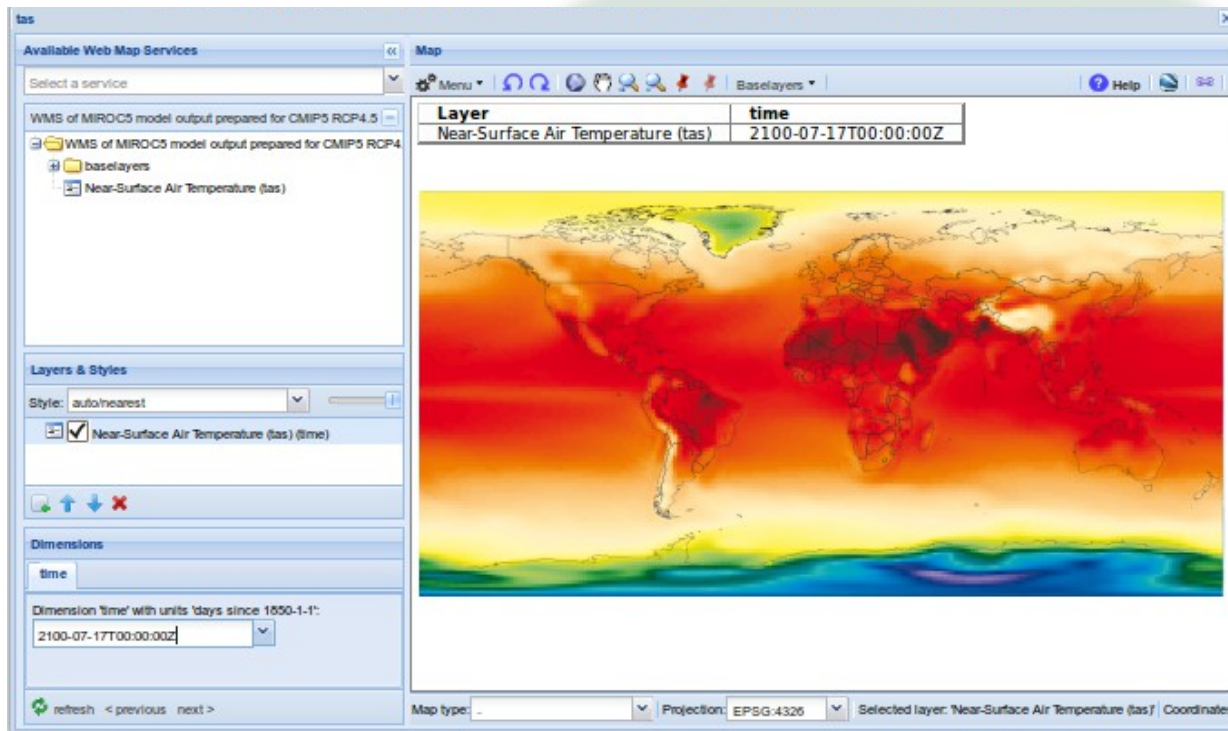 tas
Available Web Map Services
Select a service
WMS of MIROC5 model output prepared for CMIP5 RCP4.5
WMS of MIROC5 model output prepared for CMIP5 RCP4.
baselayers
Near-Surface Air Temperature (tas)
Layers & Styles
Style: auto/nearest
Near-Surface Air Temperature (tas) (time)
Dimensions
time
Dimension 'time' with units 'days since 1850-1-1':
2100-07-17T00:00:00Z
refresh < previous next >
Map
Menu Baselayers Help
Layer time
Near-Surface Air Temperature (tas) 2100-07-17T00:00:00Z
Map type: - Projection: EPSG:4326 Selected layer: 'Near-Surface Air Temperature (tas)' Coordinate